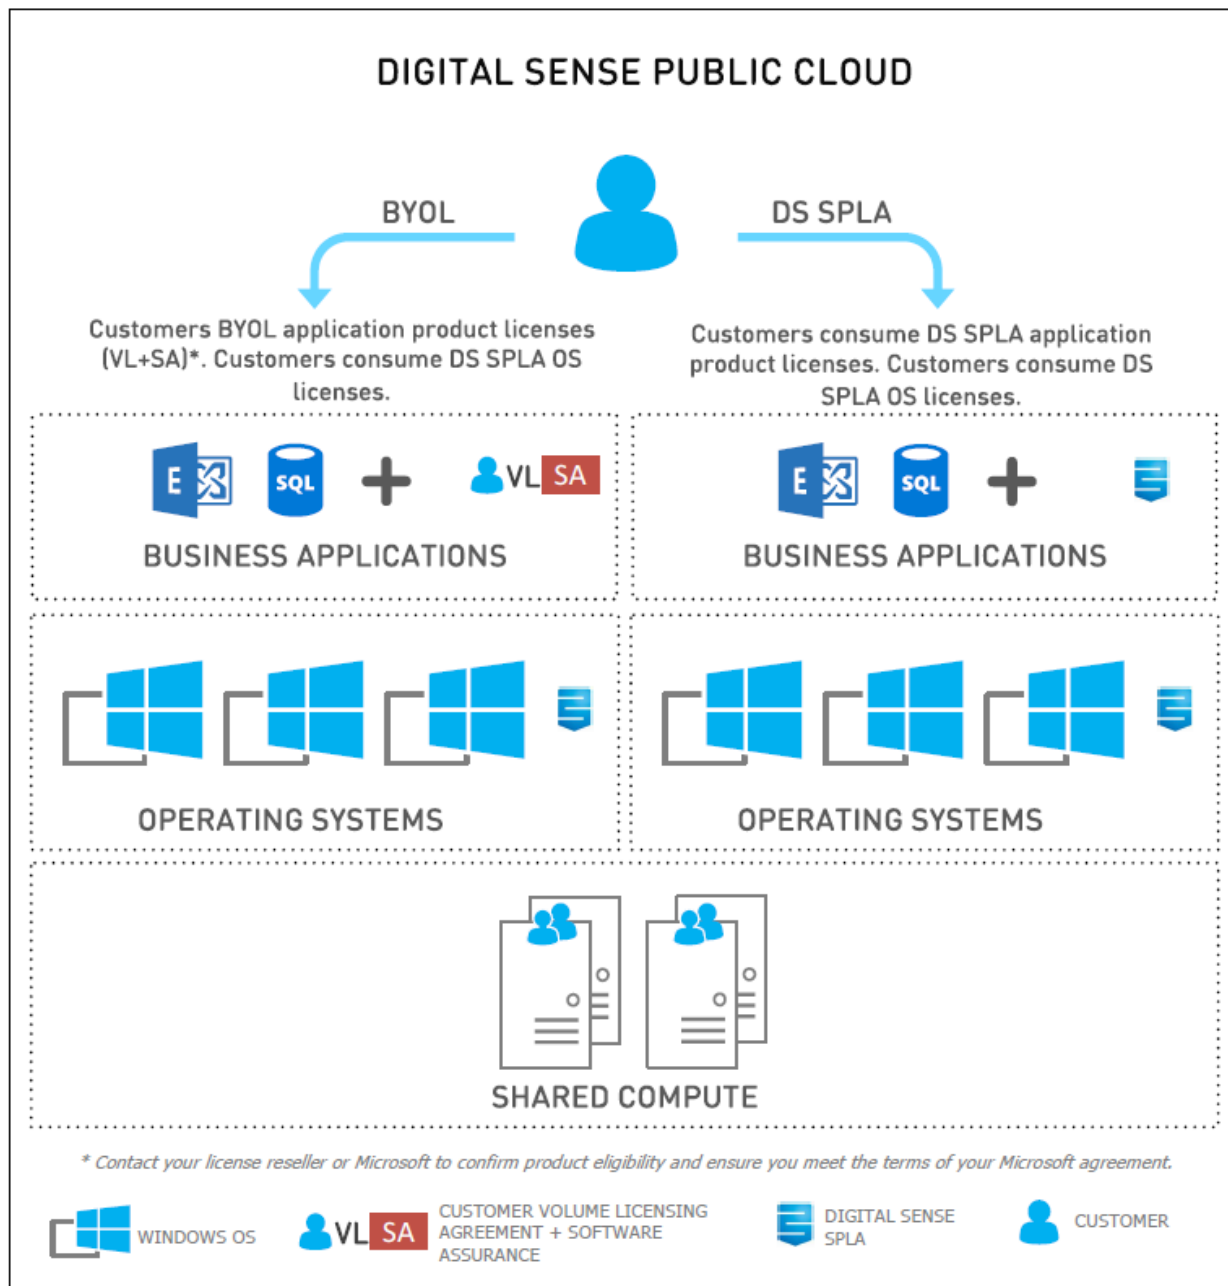 DIGITAL SENSE PUBLIC CLOUD
BYOL
DS SPLA
Customers BYOL application product licenses
(VL+SA)*. Customers consume DS SPLA OS
licenses.
Customers consume DS SPLA application
product licenses. Customers consume DS
SPLA OS licenses.
E SQL VL SA
BUSINESS APPLICATIONS
E SQL
BUSINESS APPLICATIONS
OPERATING SYSTEMS
OPERATING SYSTEMS
SHARED COMPUTE
* Contact your license reseller or Microsoft to confirm product eligibility and ensure you meet the terms of your Microsoft agreement.
WINDOWS OS
VL SA
CUSTOMER VOLUME LICENSING
AGREEMENT + SOFTWARE
ASSURANCE
DIGITAL SENSE
SPLA
CUSTOMER